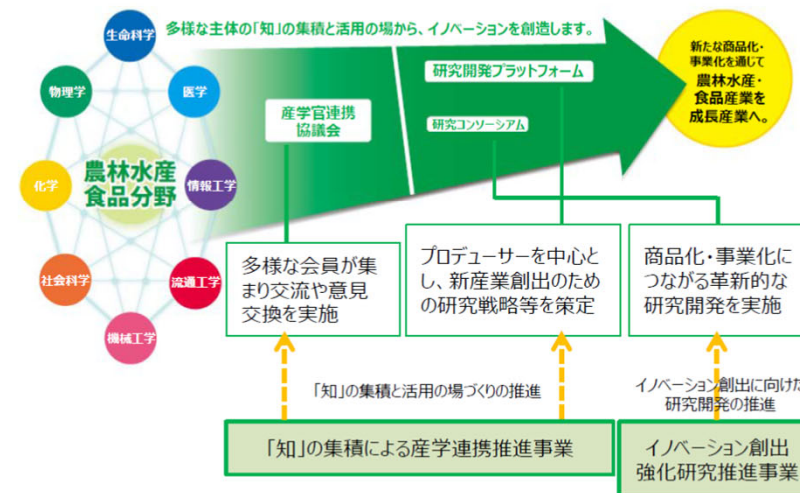 多様な主体の「知」の集積と活用の場から、イノベーションを創造します。
生命科学
物理学
医学
化学
農林水産
食品分野
情報工学
社会科学
流通工学
機械工学
産学官連携
協議会
研究開発プラットフォーム
研究コンソーシアム
新たな商品化・
事業化を通じて
農林水産・
食品産業を
成長産業へ。
多様な会員が集
まり交流や意見
交換を実施
プロデューサーを中心と
し、新産業創出のため
の研究戦略等を策定
商品化・事業化に
つながる革新的な
研究開発を実施
「知」の集積と活用の場づくりの推進
イノベーション創出に向けた
研究開発の推進
「知」の集積による産学連携推進事業
イノベーション創出
強化研究推進事業